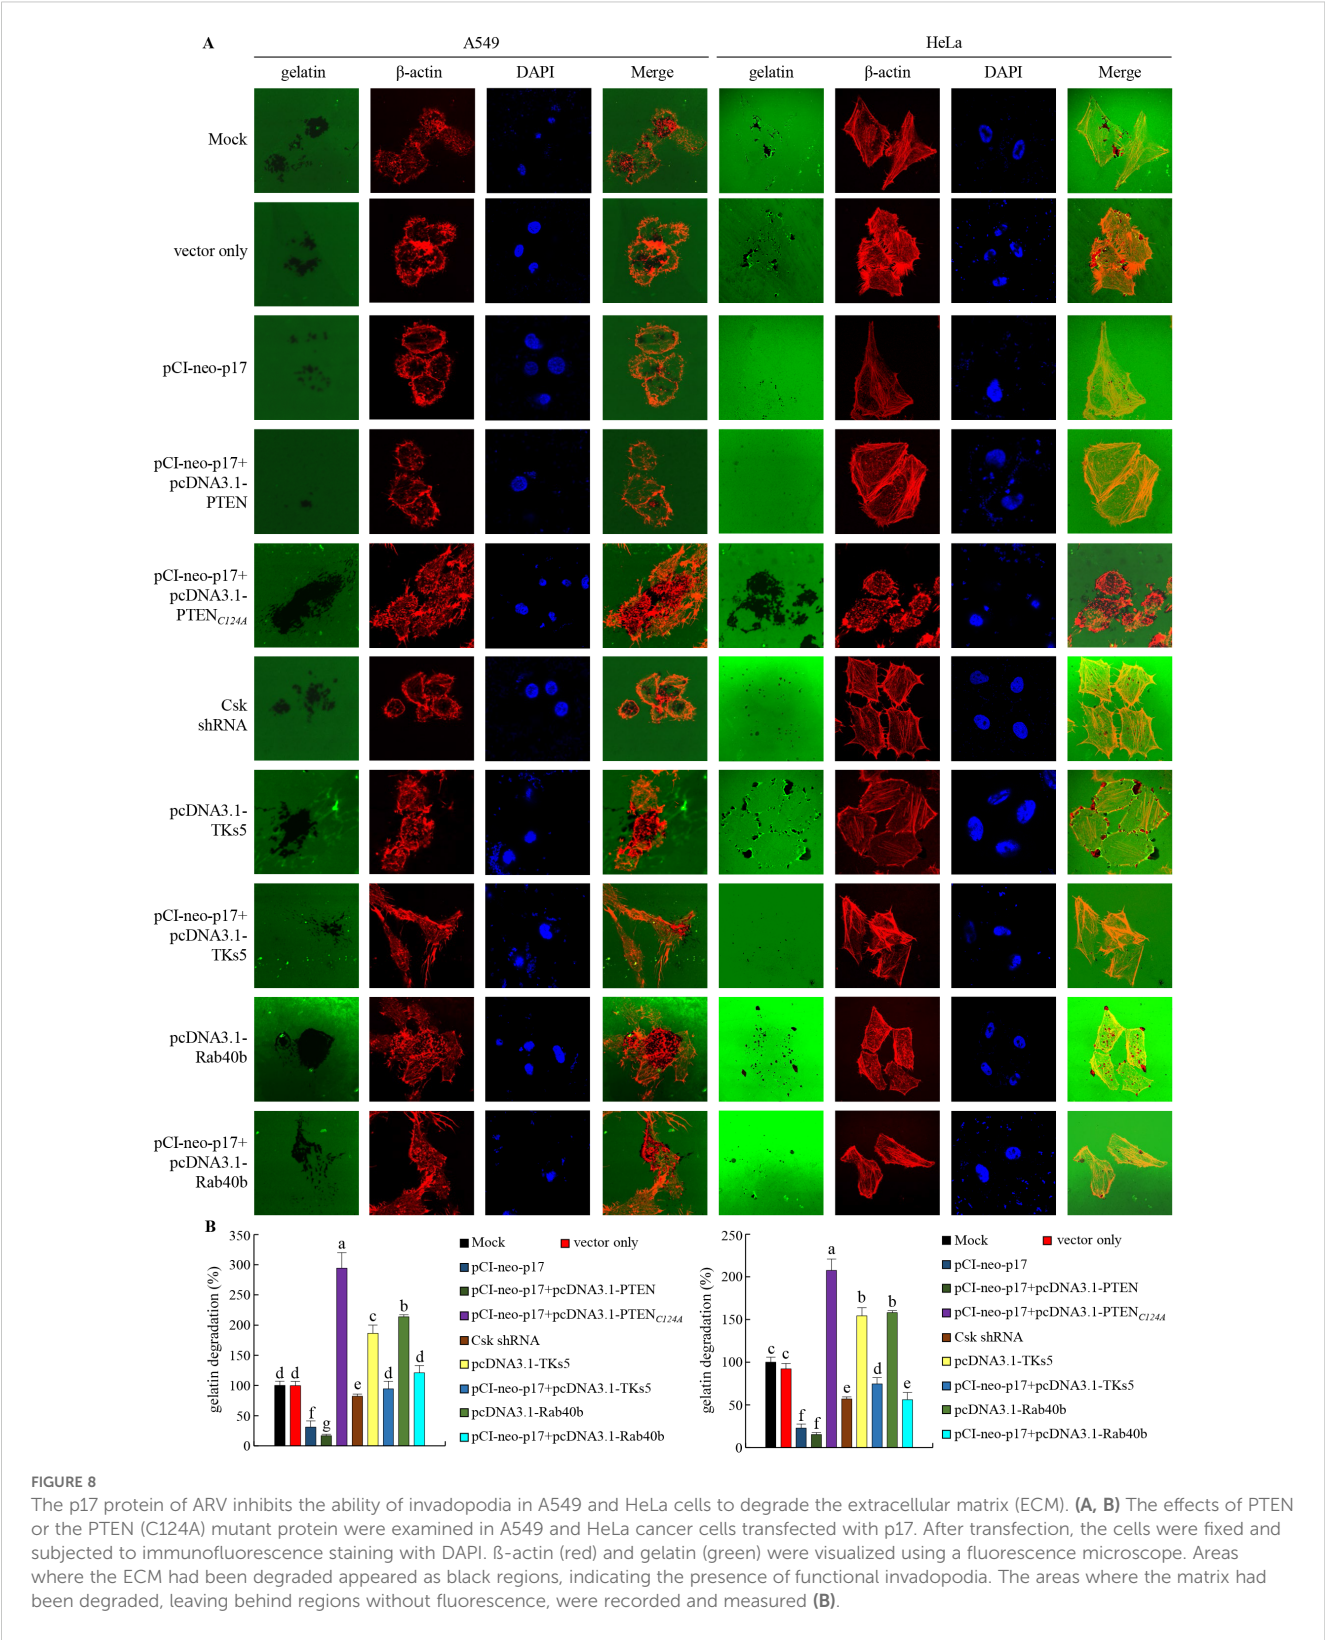 A
A549
HeLa
gelatin
β-actin
DAPI
Merge
gelatin
β-actin
DAPI
Merge
Mock
vector only
pCI-neo-p17
pCI-neo-p17+
pcDNA3.1-
PTEN
pCI-neo-p17+
pcDNA3.1-
PTENC124A
Csk
shRNA
pcDNA3.1-
TKs5
pCI-neo-p17+
pcDNA3.1-
TKs5
pcDNA3.1-
Rab40b
pCI-neo-p17+
pcDNA3.1-
Rab40b
B
gelatin degradation (%)
350
300
250
200
150
100
50
0
d
d
f
g
a
e
c
d
b
d
Mock
vector only
pCI-neo-p17
pCI-neo-p17+pcDNA3.1-PTEN
pCI-neo-p17+pcDNA3.1-PTENC124A
Csk shRNA
pcDNA3.1-TKs5
pCI-neo-p17+pcDNA3.1-TKs5
pcDNA3.1-Rab40b
pCI-neo-p17+pcDNA3.1-Rab40b
gelatin degradation (%)
250
200
150
100
50
0
c
c
f
f
a
e
b
d
b
e
Mock
vector only
pCI-neo-p17
pCI-neo-p17+pcDNA3.1-PTEN
pCI-neo-p17+pcDNA3.1-PTENC124A
Csk shRNA
pcDNA3.1-TKs5
pCI-neo-p17+pcDNA3.1-TKs5
pcDNA3.1-Rab40b
pCI-neo-p17+pcDNA3.1-Rab40b
FIGURE 8
The p17 protein of ARV inhibits the ability of invadopodia in A549 and HeLa cells to degrade the extracellular matrix (ECM). (A, B) The effects of PTEN
or the PTEN (C124A) mutant protein were examined in A549 and HeLa cancer cells transfected with p17. After transfection, the cells were fixed and
subjected to immunofluorescence staining with DAPI. ß-actin (red) and gelatin (green) were visualized using a fluorescence microscope. Areas
where the ECM had been degraded appeared as black regions, indicating the presence of functional invadopodia. The areas where the matrix had
been degraded, leaving behind regions without fluorescence, were recorded and measured (B).